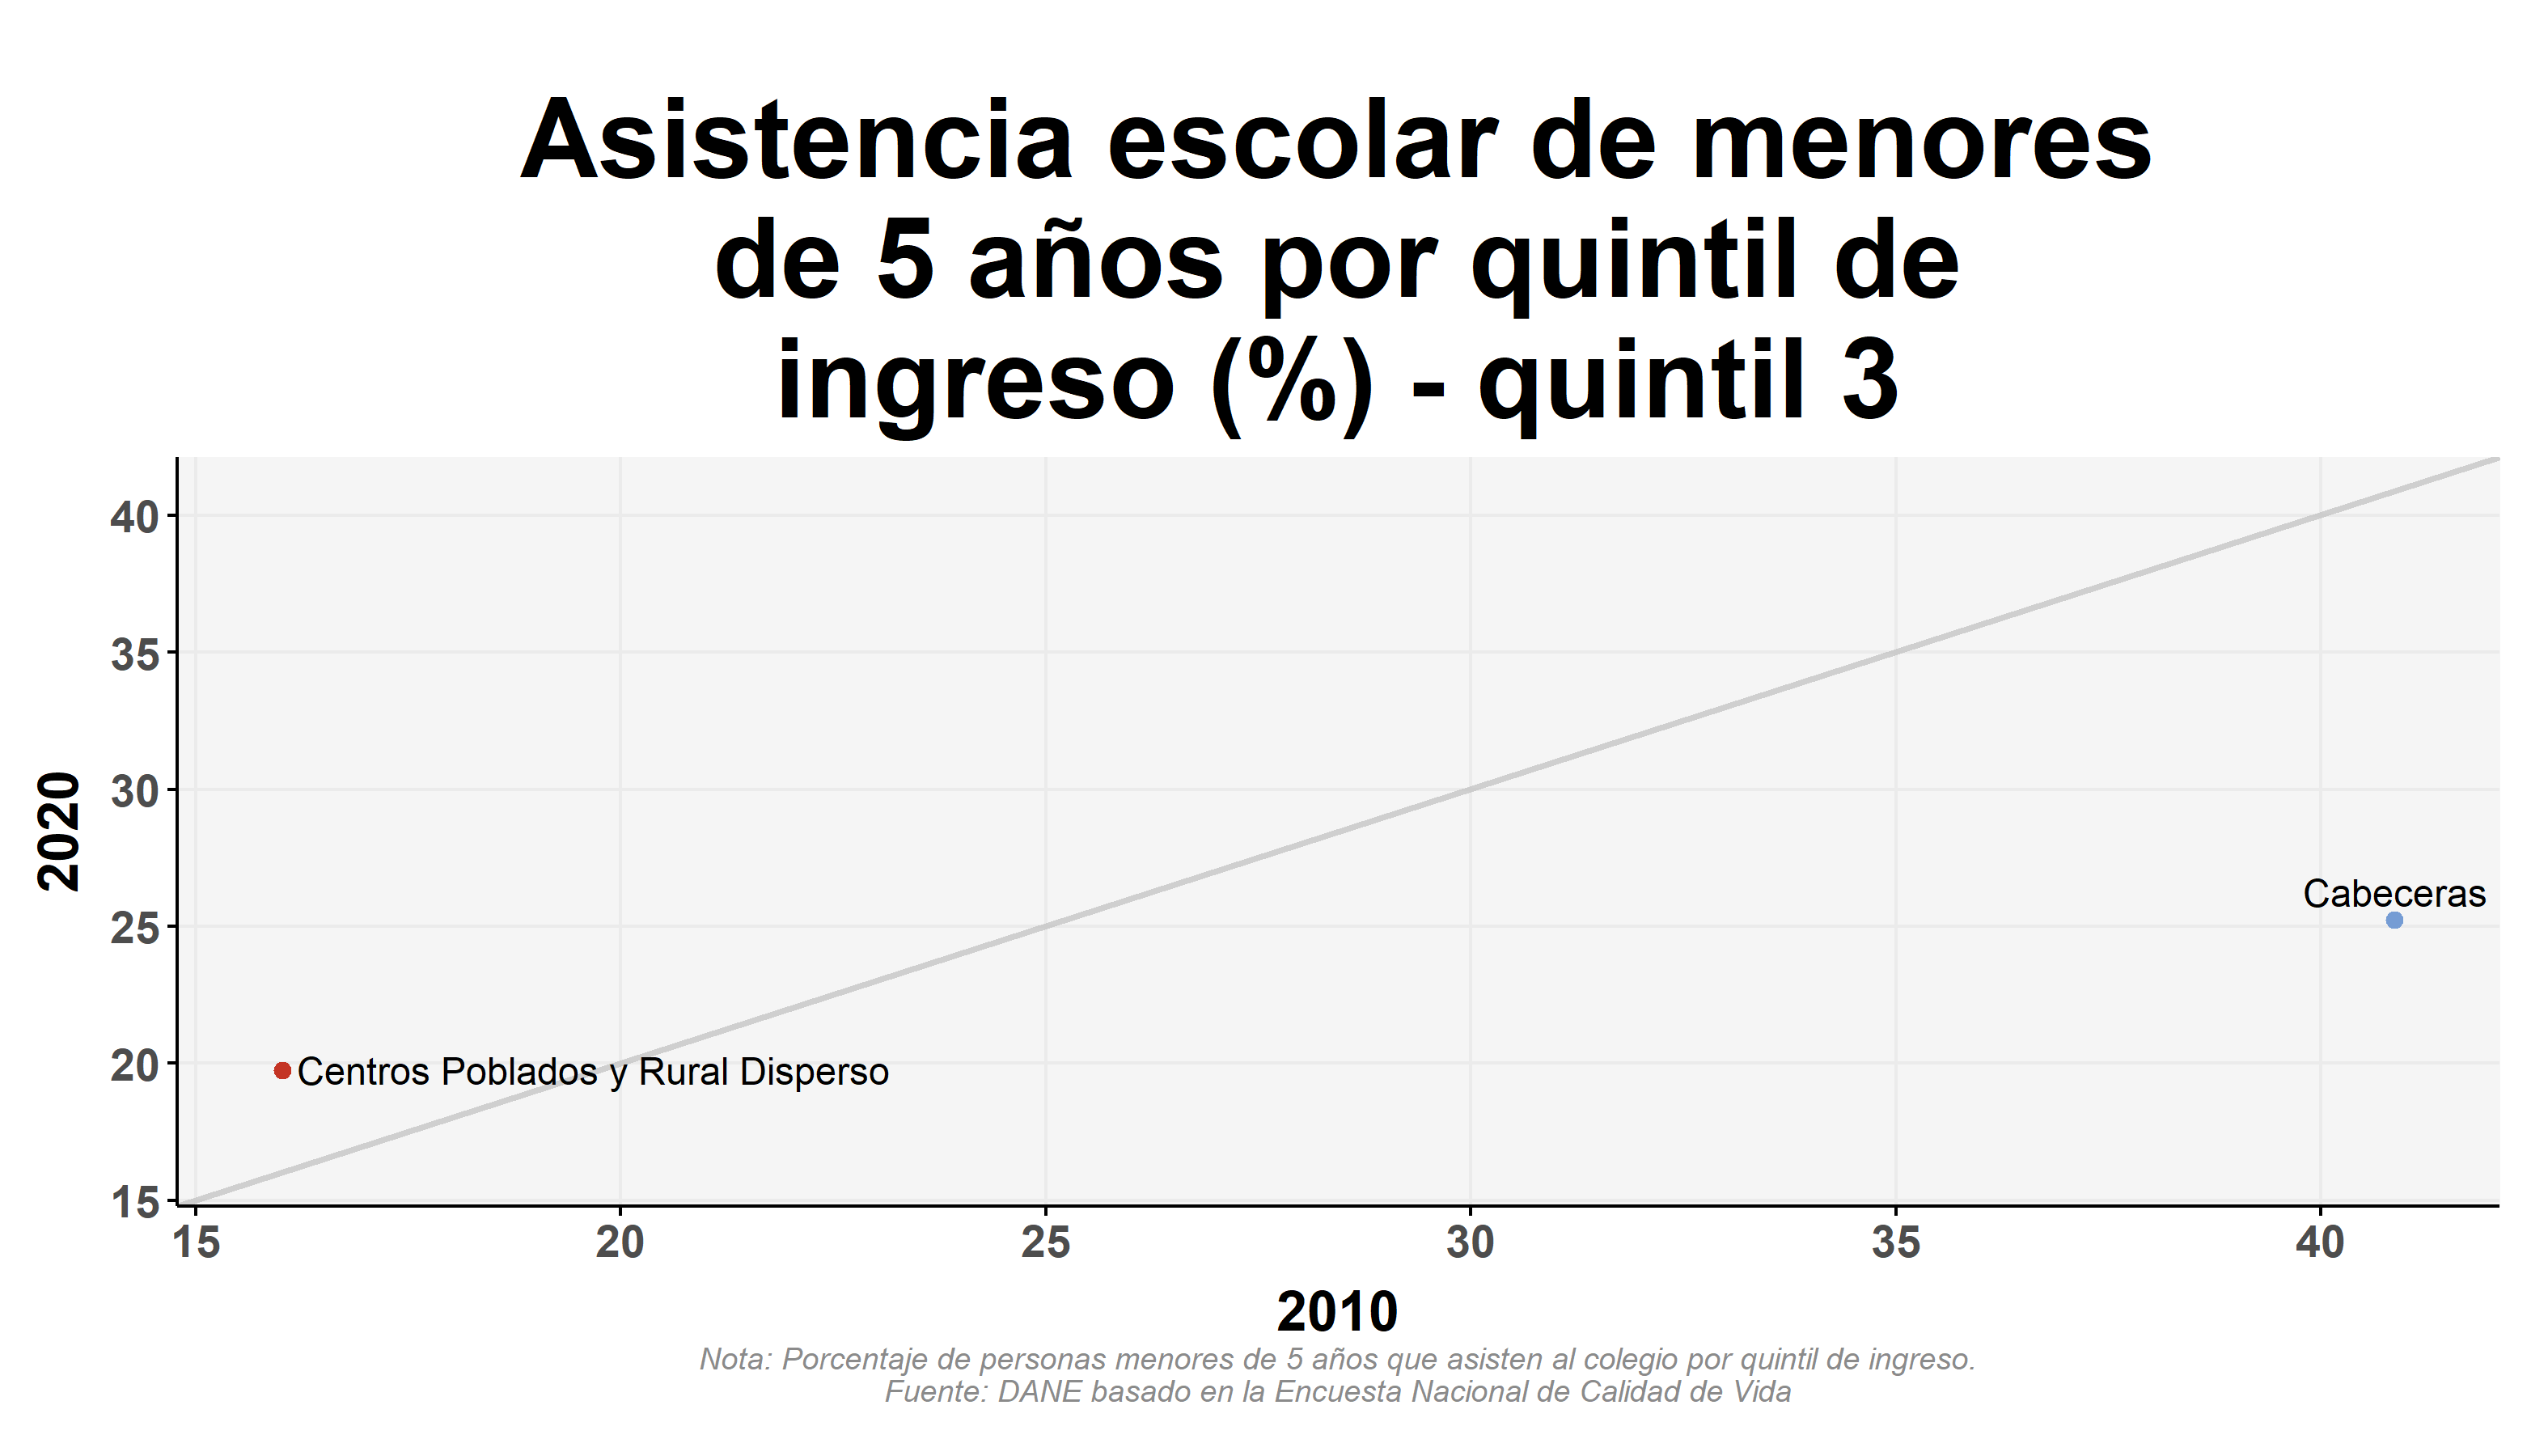 Asistencia escolar de menores
de 5 años por quintil de
ingreso (%) - quintil 3
40
35
30
25
20
15
2020
Cabeceras
Centros Poblados y Rural Disperso
15 20 25 30 35 40
2010
Nota: Porcentaje de personas menores de 5 años que asisten al colegio por quintil de ingreso.
Fuente: DANE basado en la Encuesta Nacional de Calidad de Vida